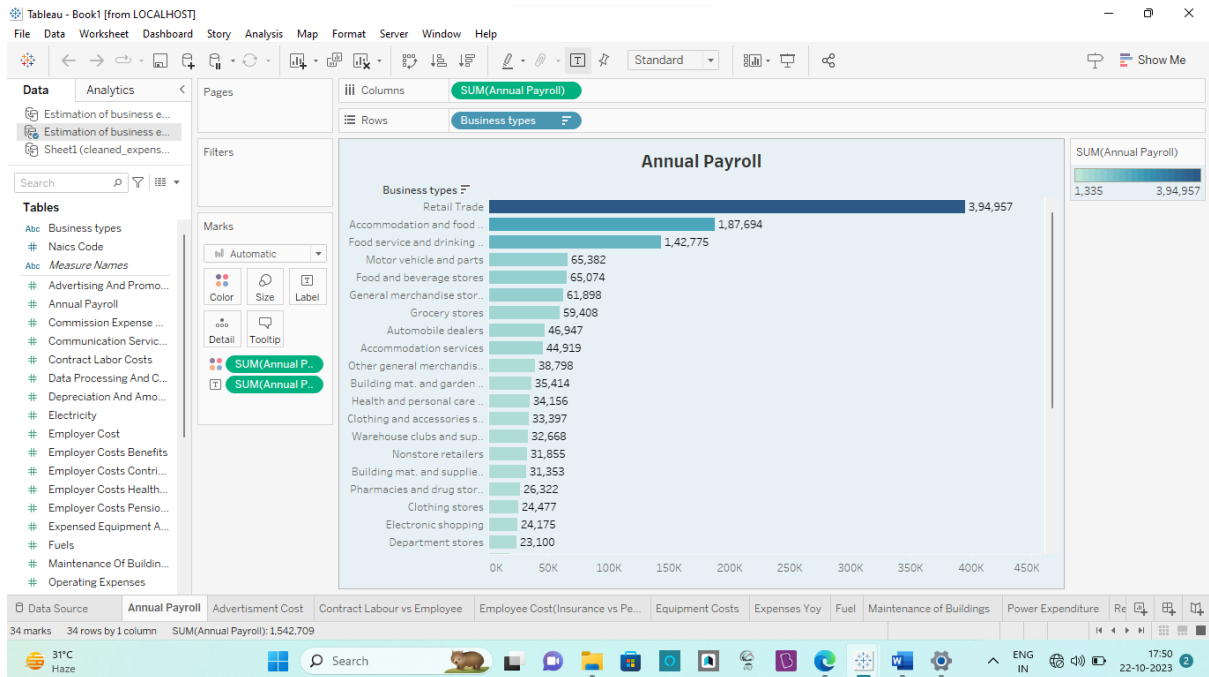 Tableau - Book1 [from LOCALHOST]
File Data Worksheet Dashboard Story Analysis Map Format Server Window Help
Standard
Show Me
Data Analytics
Estimation of business e...
Estimation of business e...
Sheet1 (cleaned_expens...
Search
Tables
Abc Business types
# Naics Code
Abc Measure Names
# Advertising And Promo...
# Annual Payroll
# Commission Expense ...
# Communication Servic...
# Contract Labor Costs
# Data Processing And C...
# Depreciation And Amo...
# Electricity
# Employer Cost
# Employer Costs Benefits
# Employer Costs Contri...
# Employer Costs Health...
# Employer Costs Pensio...
# Expensed Equipment A...
# Fuels
# Maintenance Of Buildin...
# Operating Expenses
Pages
Filters
Marks
Automatic
Color Size Label
Detail Tooltip
SUM(Annual P..
SUM(Annual P..
Columns SUM(Annual Payroll)
Rows Business types
Annual Payroll
Business types
Retail Trade 3,94,957
Accommodation and food .. 1,87,694
Food service and drinking .. 1,42,775
Motor vehicle and parts 65,382
Food and beverage stores 65,074
General merchandise stor.. 61,898
Grocery stores 59,408
Automobile dealers 46,947
Accommodation services 44,919
Other general merchandis.. 38,798
Building mat. and garden .. 35,414
Health and personal care .. 34,156
Clothing and accessories s.. 33,397
Warehouse clubs and sup.. 32,668
Nonstore retailers 31,855
Building mat. and supplie.. 31,353
Pharmacies and drug stor.. 26,322
Clothing stores 24,477
Electronic shopping 24,175
Department stores 23,100
0K 50K 100K 150K 200K 250K 300K 350K 400K 450K
SUM(Annual Payroll)
1,335 3,94,957
Data Source Annual Payroll Advertisment Cost Contract Labour vs Employee Employee Cost(Insurance vs Pe... Equipment Costs Expenses Yoy Fuel Maintenance of Buildings Power Expenditure Re
34 marks 34 rows by 1 column SUM(Annual Payroll): 1,542,709
31°C
Haze
Search
ENG
IN
17:50
22-10-2023
2